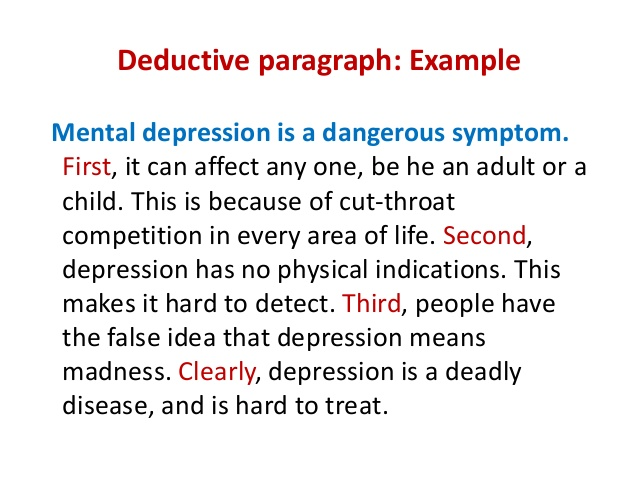 Deductive paragraph: Example
Mental depression is a dangerous symptom.
First, it can affect any one, be he an adult or a
child. This is because of cut-throat
competition in every area of life. Second,
depression has no physical indications. This
makes it hard to detect. Third, people have
the false idea that depression means
madness. Clearly, depression is a deadly
disease, and is hard to treat.